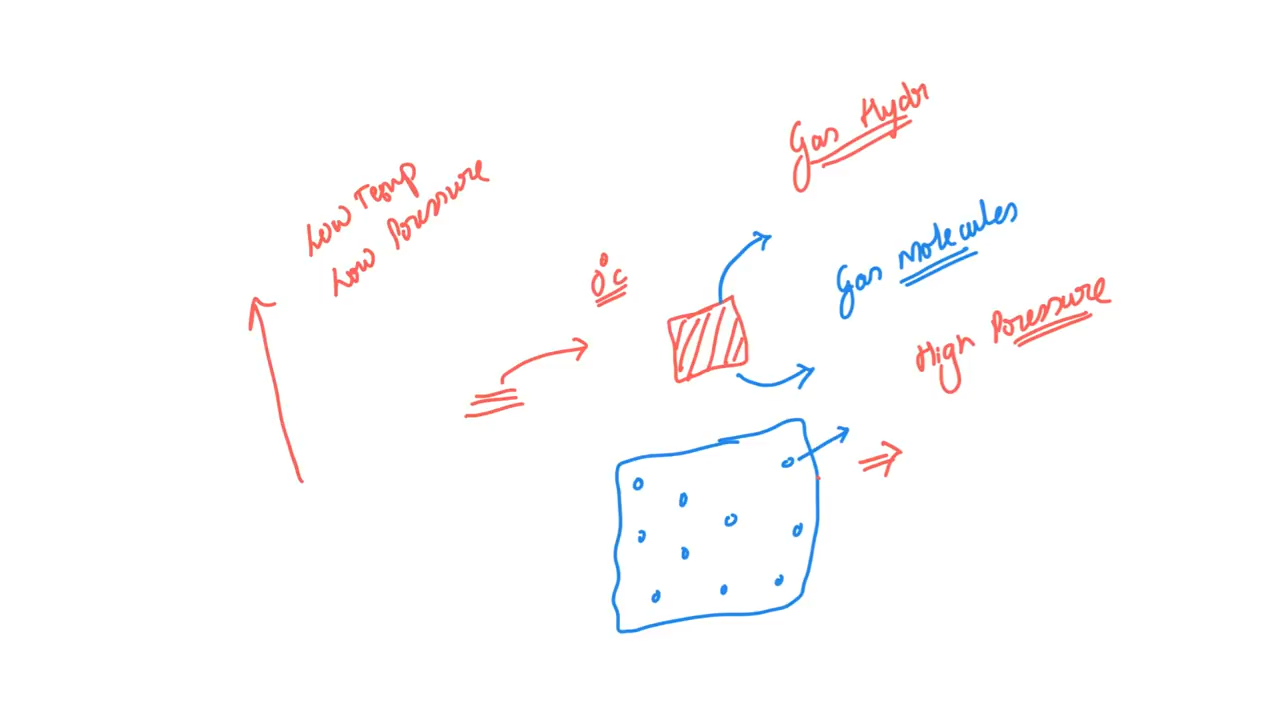 Gas Hydr
Low Temp
Low Pressure
Gas Molecules
0°c
High Pressure